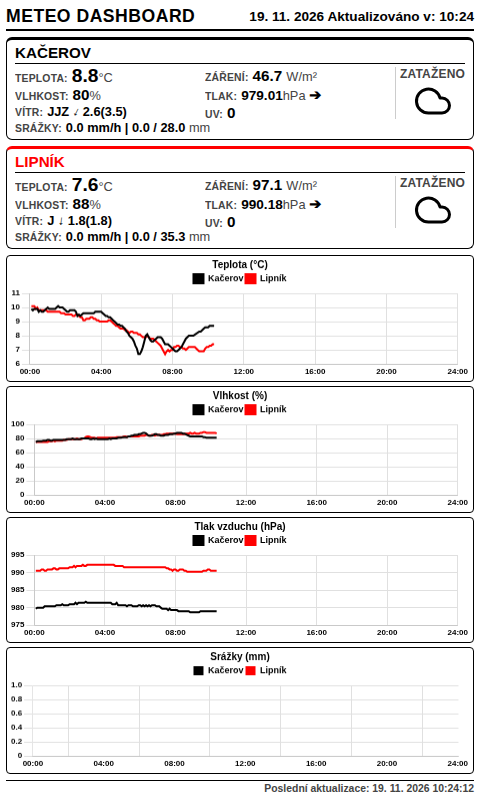 METEO DASHBOARD 19. 11. 2026 Aktualizováno v: 10:24
KAČEROV
TEPLOTA: 8.8°C
VLHKOST: 80%
VÍTR: JJZ ↓ 2.6(3.5)
SRÁŽKY: 0.0 mm/h | 0.0 / 28.0 mm
ZÁŘENÍ: 46.7 W/m²
TLAK: 979.01hPa ➔
UV: 0
ZATAŽENO
LIPNÍK
TEPLOTA: 7.6°C
VLHKOST: 88%
VÍTR: J ↓ 1.8(1.8)
SRÁŽKY: 0.0 mm/h | 0.0 / 35.3 mm
ZÁŘENÍ: 97.1 W/m²
TLAK: 990.18hPa ➔
UV: 0
ZATAŽENO
Teplota (°C)
Kačerov Lipník
11
10
9
8
7
6
00:00 04:00 08:00 12:00 16:00 20:00 24:00
Vlhkost (%)
Kačerov Lipník
100
80
60
40
20
0
00:00 04:00 08:00 12:00 16:00 20:00 24:00
Tlak vzduchu (hPa)
Kačerov Lipník
995
990
985
980
975
00:00 04:00 08:00 12:00 16:00 20:00 24:00
Srážky (mm)
Kačerov Lipník
1.0
0.8
0.6
0.4
0.2
0
00:00 04:00 08:00 12:00 16:00 20:00 24:00
Poslední aktualizace: 19. 11. 2026 10:24:12